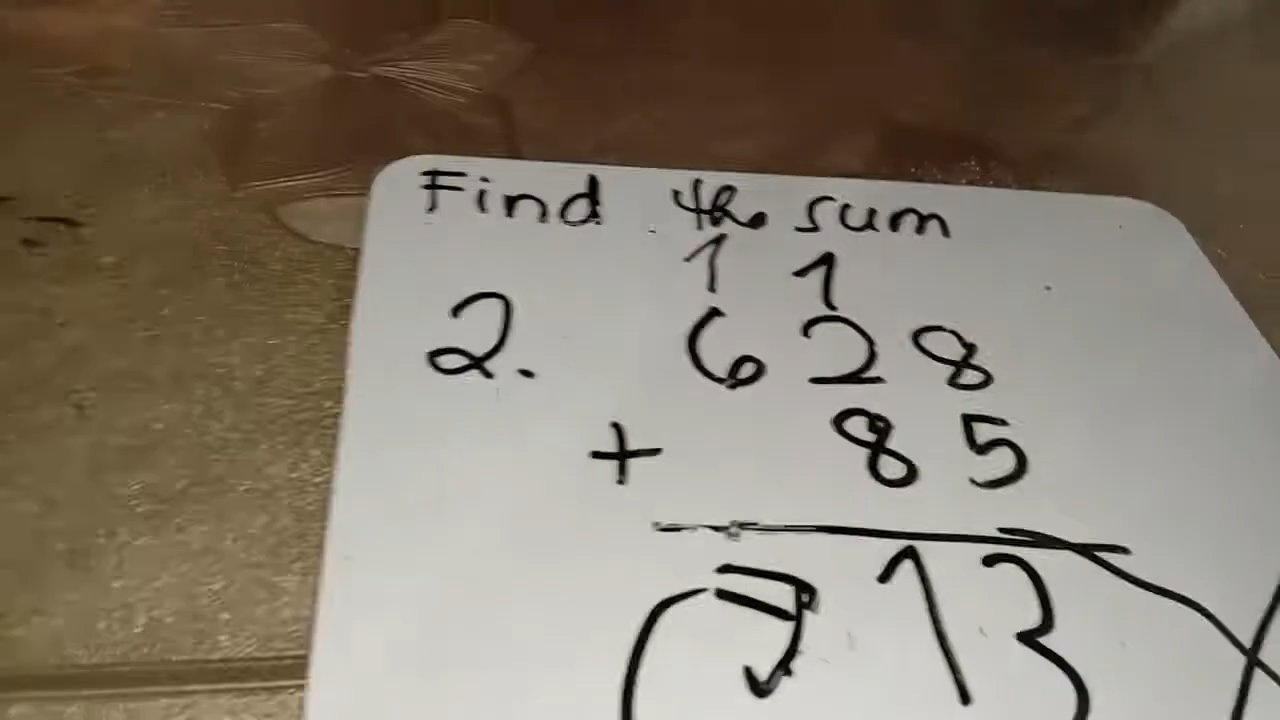 Find the sum
1 1
2. 628
+ 85
713